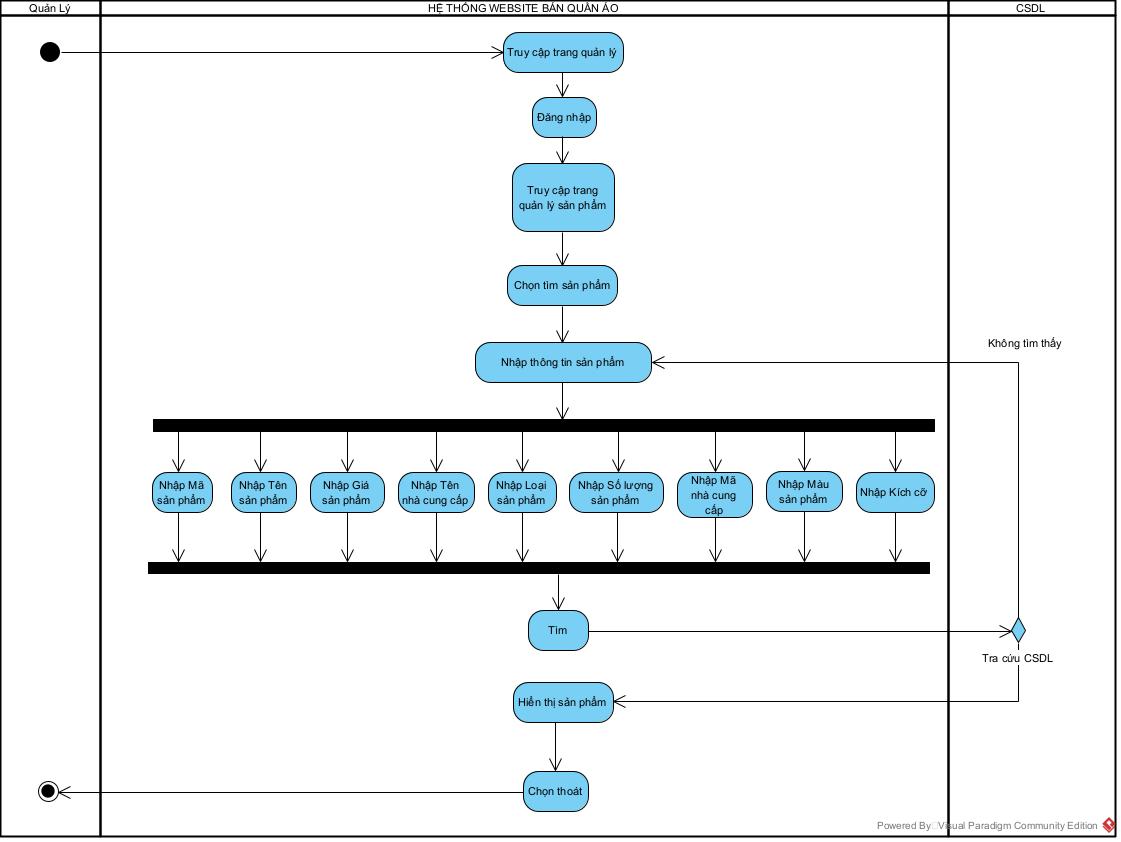 Quản Lý
HỆ THỐNG WEBSITE BÁN QUẦN ÁO
CSDL
Truy cập trang quản lý
Đăng nhập
Truy cập trang
quản lý sản phẩm
Chọn tìm sản phẩm
Không tìm thấy
Nhập thông tin sản phẩm
Nhập Mã
sản phẩm
Nhập Tên
sản phẩm
Nhập Giá
sản phẩm
Nhập Tên
nhà cung cấp
Nhập Loại
sản phẩm
Nhập Số lượng
sản phẩm
Nhập Mã
nhà cung
cấp
Nhập Màu
sản phẩm
Nhập Kích cỡ
Tìm
Tra cứu CSDL
Hiển thị sản phẩm
Chọn thoát
Powered By Visual Paradigm Community Edition